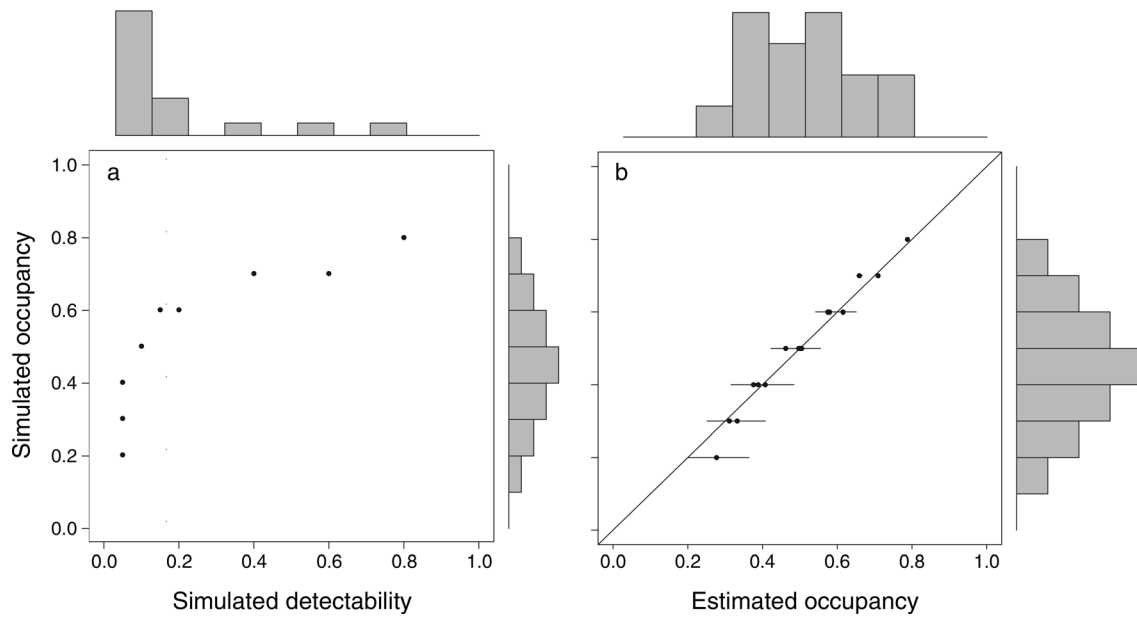 a
b
1.0
0.8
0.6
0.4
0.2
0.0
Simulated occupancy
0.0 0.2 0.4 0.6 0.8 1.0
0.0 0.2 0.4 0.6 0.8 1.0
Simulated detectability
Estimated occupancy